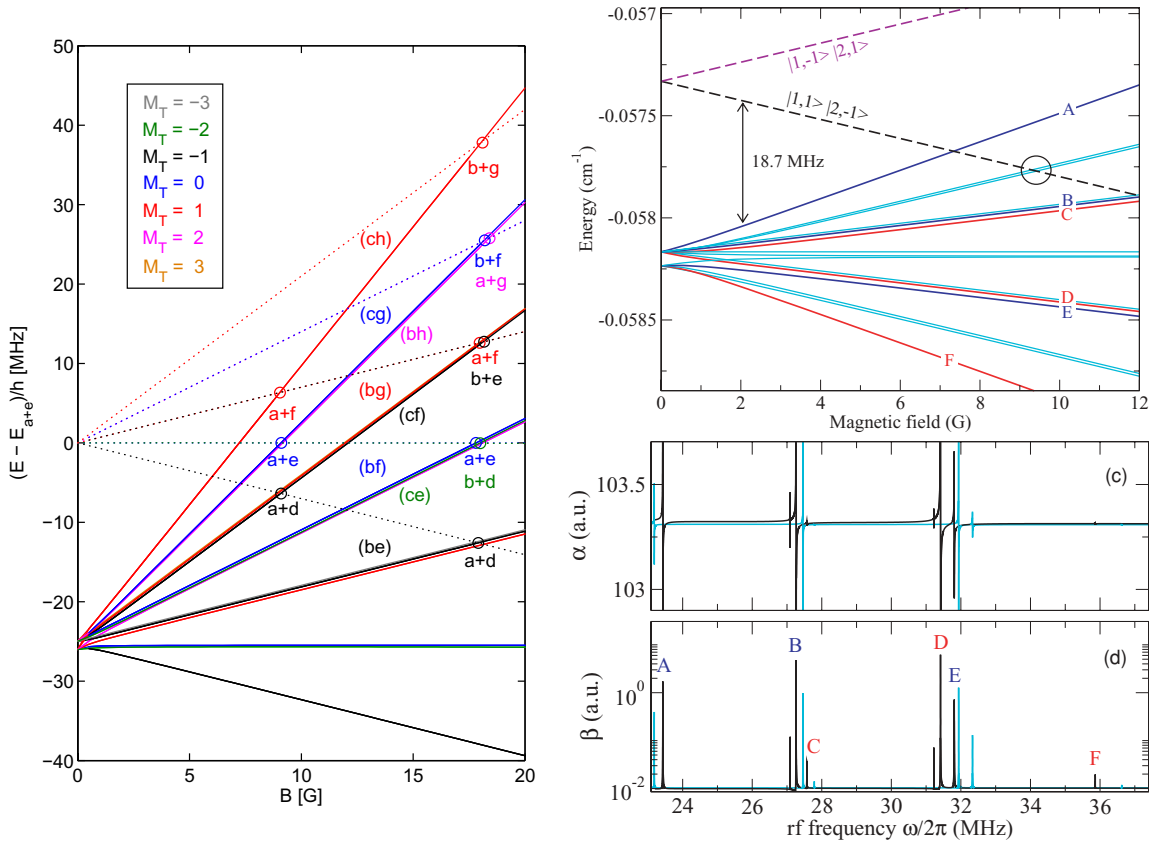 50
40
30
20
10
0
−10
−20
−30
−40
(E − E_{a+e})/h [MHz]
0
5
10
15
20
B [G]
M_T = −3
M_T = −2
M_T = −1
M_T = 0
M_T = 1
M_T = 2
M_T = 3
b+g
(ch)
b+f
a+g
(cg)
(bh)
a+f
b+e
a+f
(bg)
(cf)
a+e
a+e
b+d
(bf)
(ce)
a+d
(be)
a+d
-0.057
-0.0575
-0.058
-0.0585
Energy (cm⁻¹)
0
2
4
6
8
10
12
Magnetic field (G)
|1,-1> |2,1>
|1,1> |2,-1>
18.7 MHz
A
B
C
D
E
F
103.5
103
α (a.u.)
(c)
10⁰
10⁻²
β (a.u.)
(d)
A
B
C
D
E
F
24
26
28
30
32
34
36
rf frequency ω/2π (MHz)